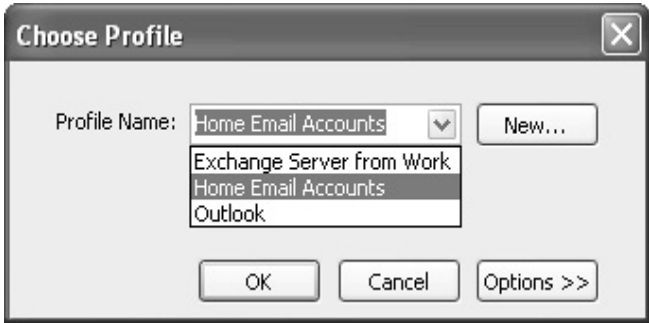 Choose Profile
Profile Name: Home Email Accounts New...
Exchange Server from Work
Home Email Accounts
Outlook
OK Cancel Options >>